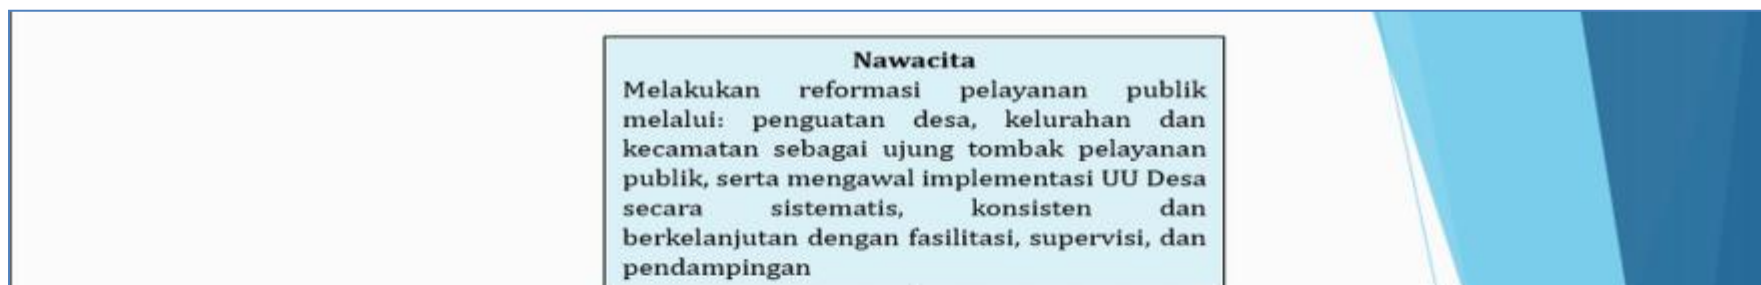 Nawacita
Melakukan reformasi pelayanan publik
melalui: penguatan desa, kelurahan dan
kecamatan sebagai ujung tombak pelayanan
publik, serta mengawal implementasi UU Desa
secara sistematis, konsisten dan
berkelanjutan dengan fasilitasi, supervisi, dan
pendampingan